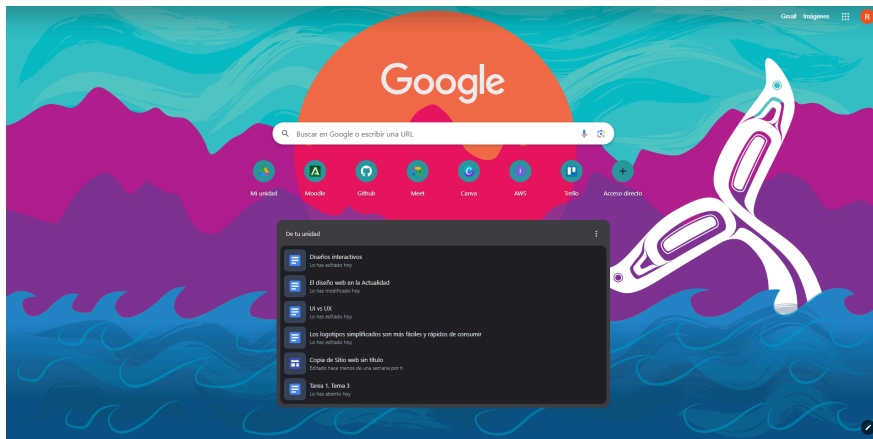 Gmail Imágenes
R
Google
Buscar en Google o escribir una URL
Mi unidad Moodle Github Meet Canva AWS Trello Acceso directo
De tu unidad
Diseños interactivos
Lo has editado hoy
El diseño web en la Actualidad
Lo has modificado hoy
UI vs UX
Lo has editado hoy
Los logotipos simplificados son más fáciles y rápidos de consumir
Lo has editado hoy
Copia de Sitio web sin título
Editado hace menos de una semana por ti
Tarea 1. Tema 3
Lo has abierto hoy